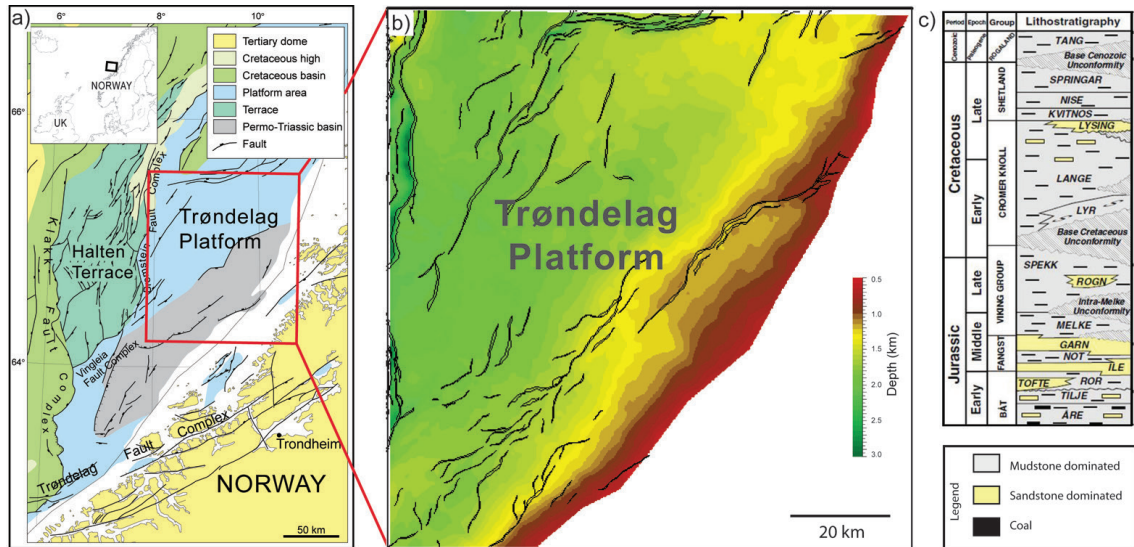 a)
6°
8°
10°
NORWAY
UK
Tertiary dome
Cretaceous high
Cretaceous basin
Platform area
Terrace
Permo-Triassic basin
Fault
66°
64°
Klakk Fault Complex
Halten
Terrace
Bremstein Fault Complex
Trøndelag
Platform
Vingleia
Fault Complex
Trøndelag Fault Complex
Trondheim
NORWAY
50 km
b)
Trøndelag
Platform
Depth (km)
0.5
1.0
1.5
2.0
2.5
3.0
20 km
c)
Period
Epoch
Group
Lithostratigraphy
Cenozoic
Paleogene
ROGALAND
TANG
Base Cenozoic
Unconformity
Cretaceous
Late
SHETLAND
SPRINGAR
NISE
KVITNOS
LYSING
Early
CROMER KNOLL
LANGE
LYR
Base Cretaceous
Unconformity
Jurassic
Late
VIKING GROUP
SPEKK
ROGN
Intra-Melke
Unconformity
MELKE
Middle
FANGST
GARN
NOT
ILE
Early
BÅT
TOFTE
ROR
TILJE
ÅRE
Legend
Mudstone dominated
Sandstone dominated
Coal